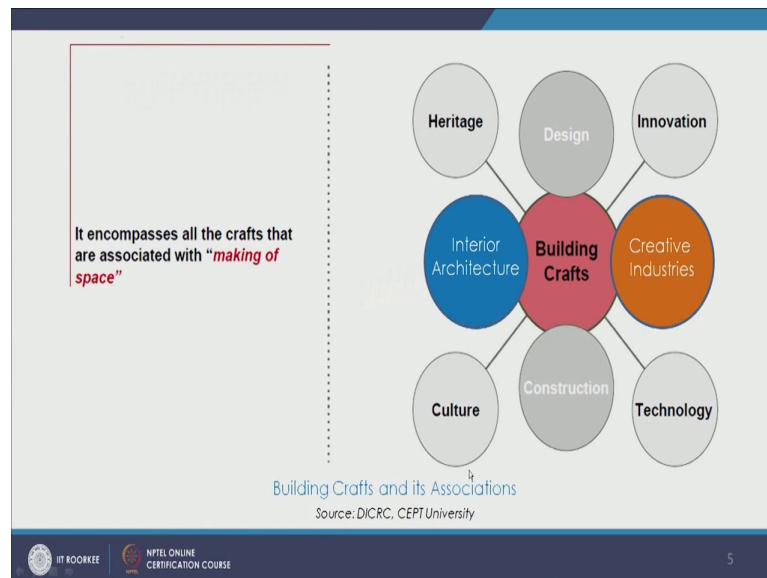 It encompasses all the crafts that
are associated with “making of
space”
Heritage
Design
Innovation
Interior
Architecture
Building
Crafts
Creative
Industries
Culture
Construction
Technology
Building Crafts and its Associations
Source: DICRC, CEPT University
IIT ROORKEE
NPTEL ONLINE
CERTIFICATION COURSE
5